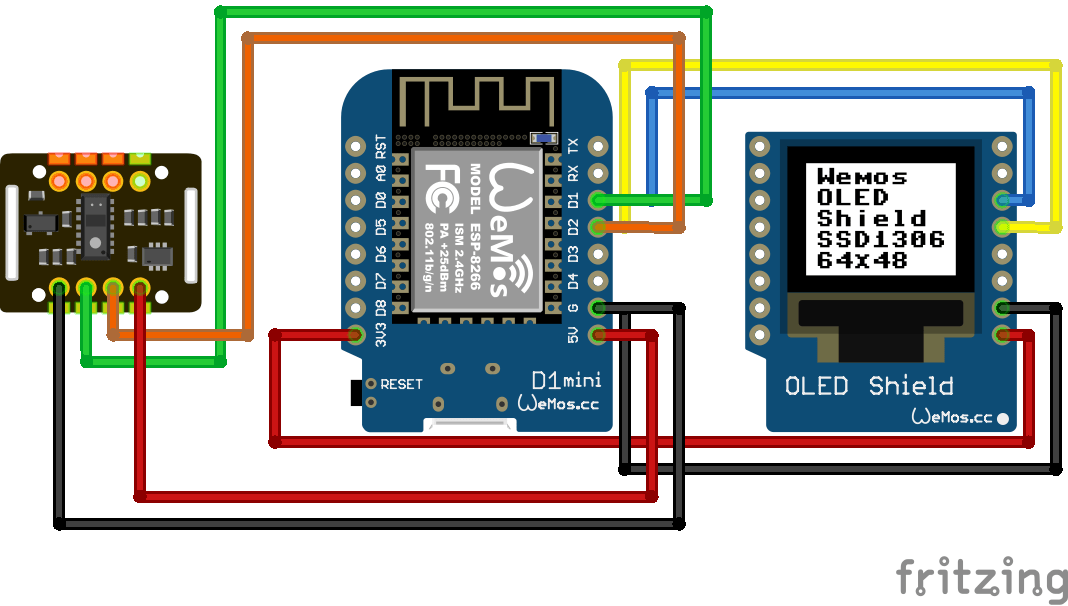 RST
A0
D0
D5
D6
D7
D8
3V3
TX
RX
D1
D2
D3
D4
G
5V
WeMos
FC
MODEL ESP-8266
ISM 2.4GHz
PA +25dBm
802.11b/g/n
RESET
D1mini
WeMos.cc
Wemos
OLED
Shield
SSD1306
64x48
OLED Shield
WeMos.cc
fritzing